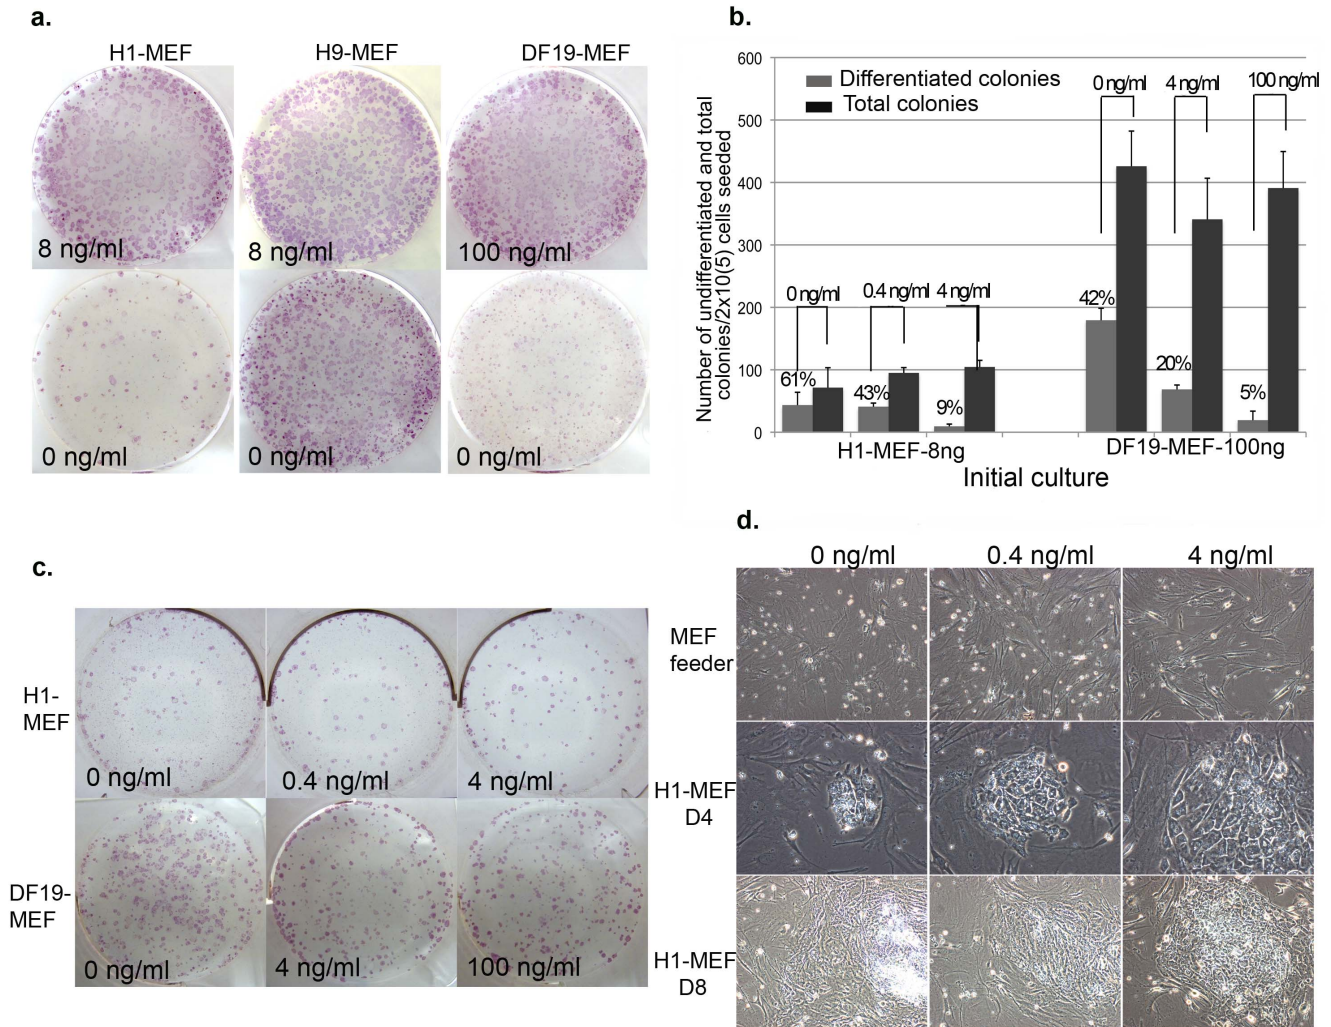 a.
H1-MEF
H9-MEF
DF19-MEF
8 ng/ml
8 ng/ml
100 ng/ml
0 ng/ml
0 ng/ml
0 ng/ml
b.
Number of undifferentiated and total
colonies/2x10(5) cells seeded
600
500
400
300
200
100
0
Differentiated colonies
Total colonies
0 ng/ml
4 ng/ml
100 ng/ml
0 ng/ml
0.4 ng/ml
4 ng/ml
61%
43%
9%
42%
20%
5%
H1-MEF-8ng
DF19-MEF-100ng
Initial culture
c.
H1-
MEF
0 ng/ml
0.4 ng/ml
4 ng/ml
DF19-
MEF
0 ng/ml
4 ng/ml
100 ng/ml
d.
0 ng/ml
0.4 ng/ml
4 ng/ml
MEF
feeder
H1-MEF
D4
H1-MEF
D8